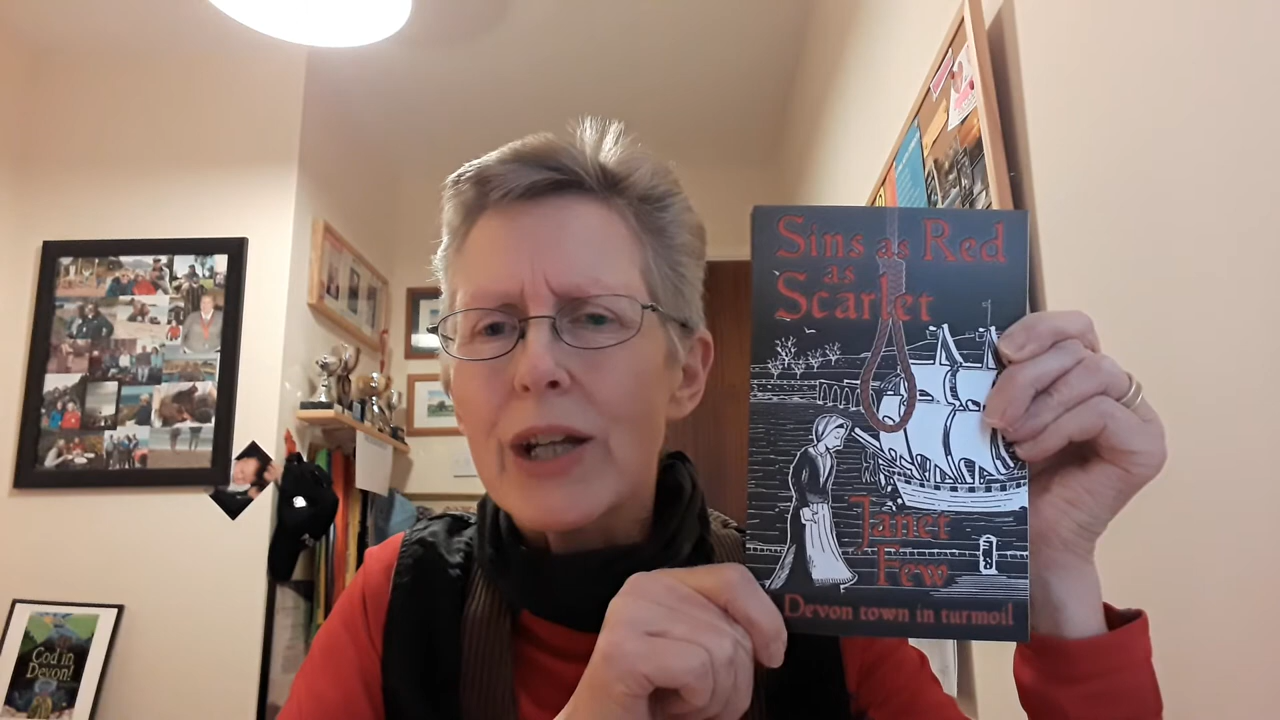 Sins as Red
as
Scarlet
Janet
Few
Devon town in turmoil
Cod in
Devon!